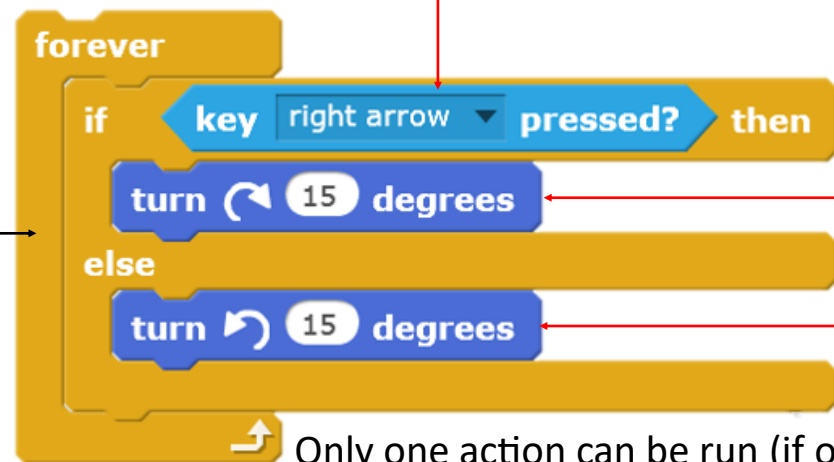 forever
if key right arrow pressed? then
turn 15 degrees
else
turn 15 degrees
Only one action can be run (if o